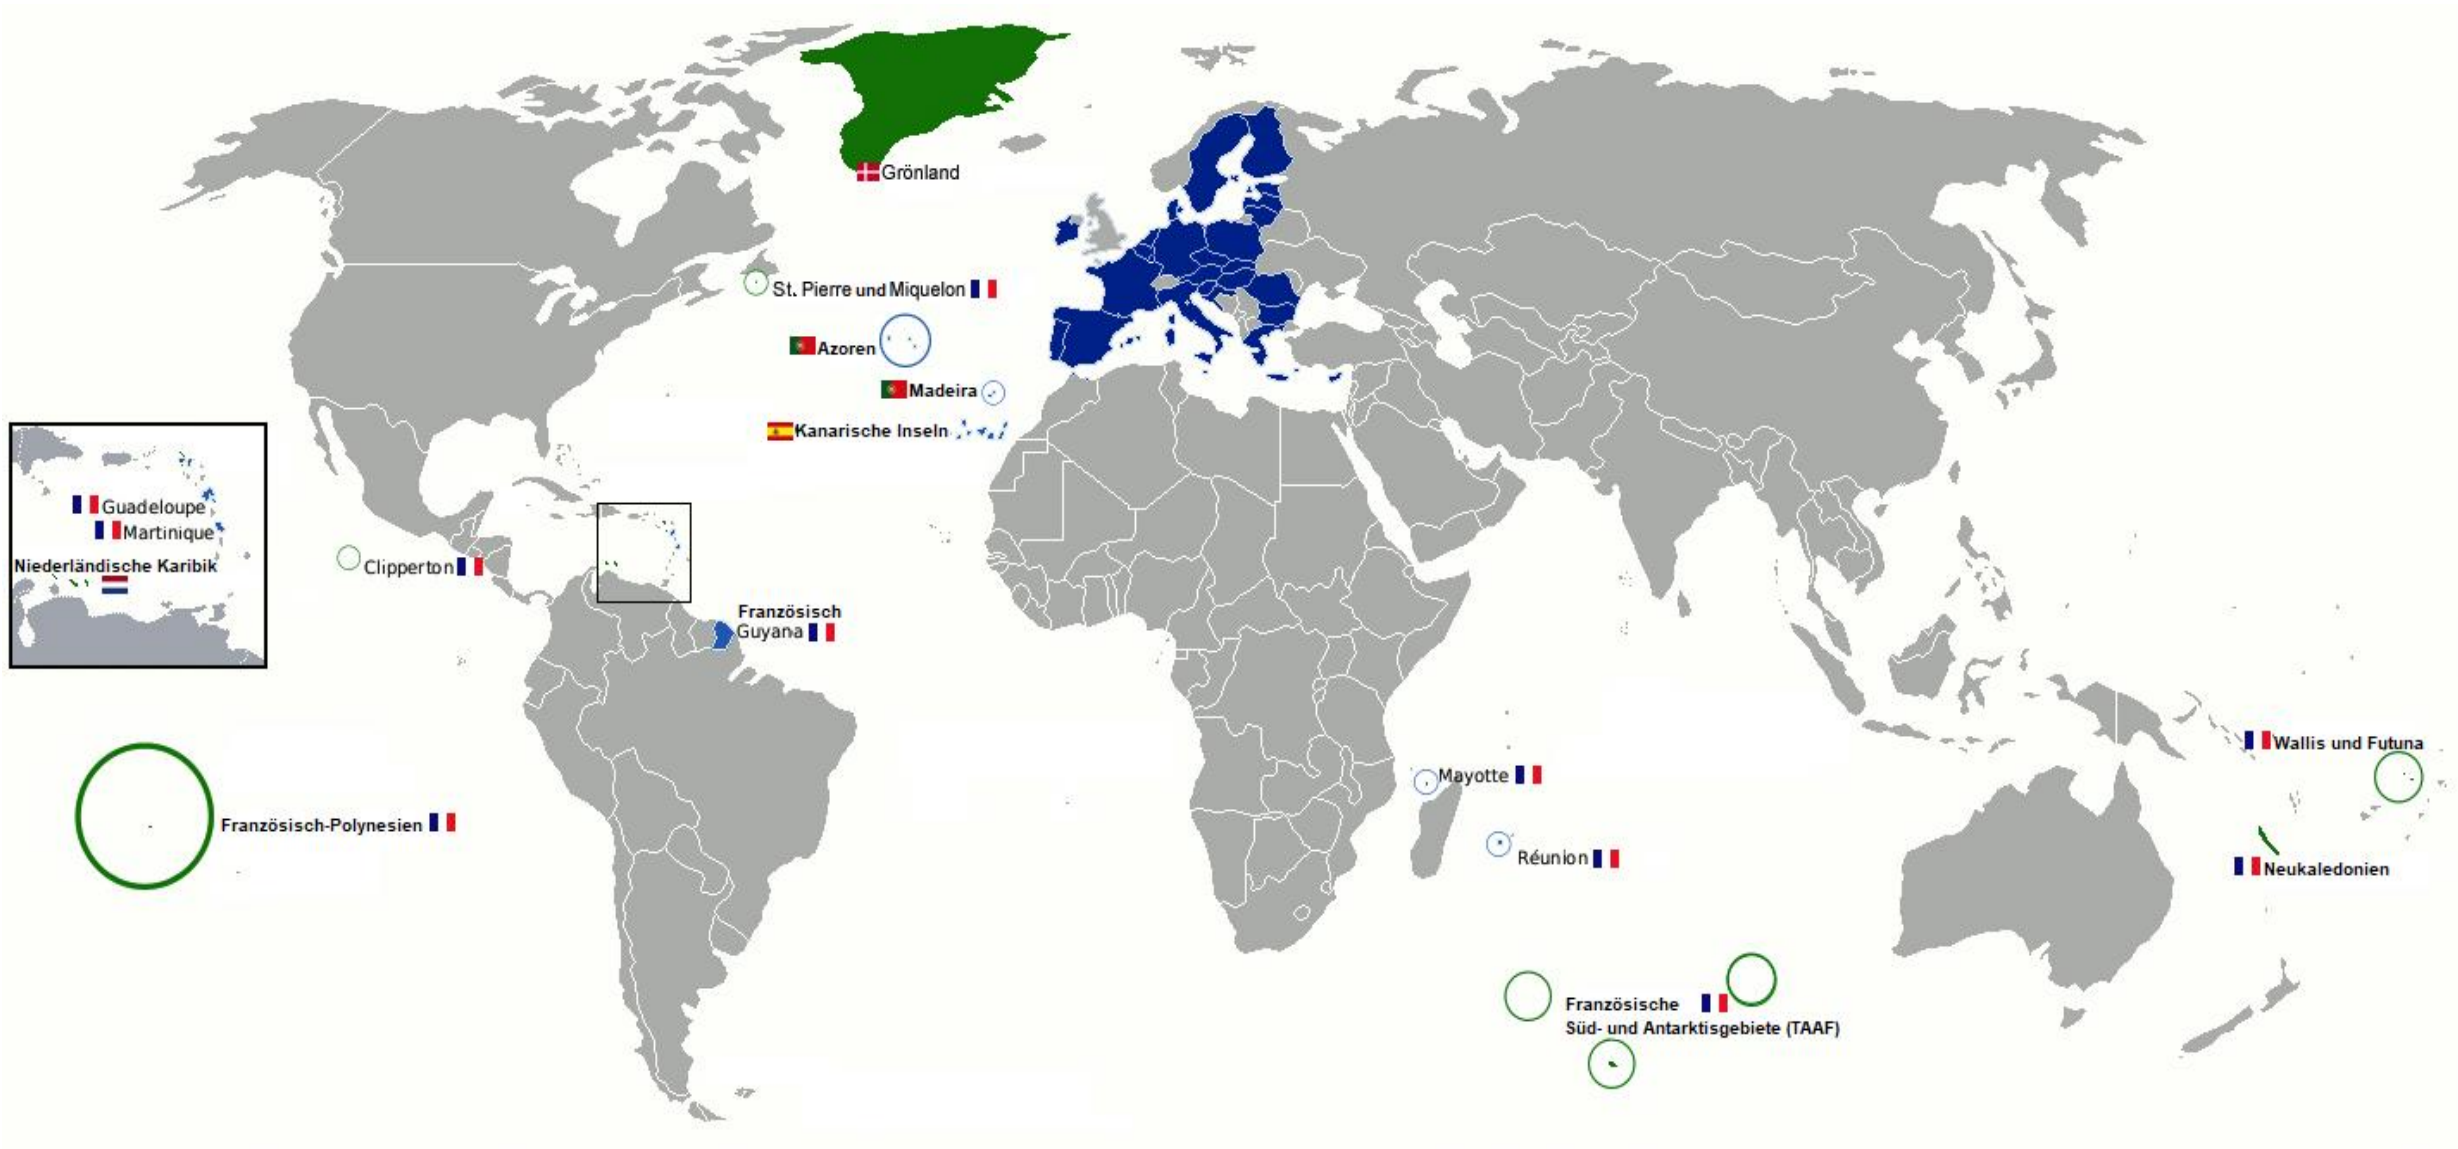 Grönland
St. Pierre und Miquelon
Azoren
Madeira
Kanarische Inseln
Guadeloupe
Martinique
Niederländische Karibik
Clipperton
Französisch
Guyana
Französisch-Polynesien
Mayotte
Réunion
Wallis und Futuna
Neukaledonien
Französische
Süd- und Antarktisgebiete (TAAF)